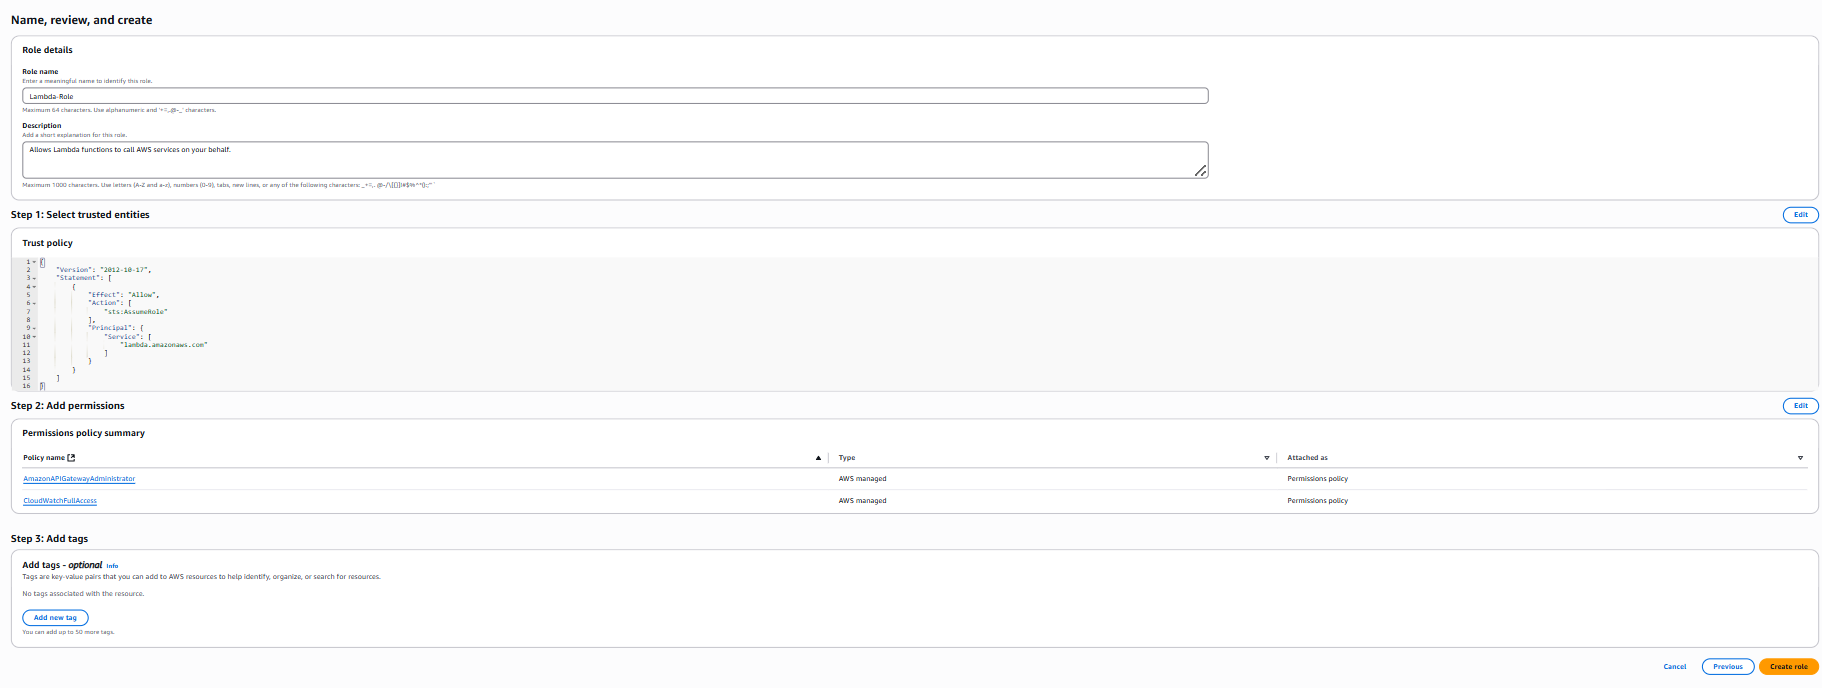 Name, review, and create
Role details
Role name
Enter a meaningful name to identify this role.
Lambda-Role
Maximum 64 characters. Use alphanumeric and '+=,.@-_' characters.
Description
Add a short explanation for this role.
Allows Lambda functions to call AWS services on your behalf.
Maximum 1000 characters. Use letters (A-Z and a-z), numbers (0-9), tabs, new lines, or any of the following characters:
Step 1: Select trusted entities
Edit
Trust policy
1 {
2 "Version": "2012-10-17",
3 "Statement": [
4 {
5 "Effect": "Allow",
6 "Action": [
7 "sts:AssumeRole"
8 ],
9 "Principal": {
10 "Service": [
11 "lambda.amazonaws.com"
12 ]
13 }
14 }
15 ]
16 }
Step 2: Add permissions
Edit
Permissions policy summary
Policy name Type Attached as
AmazonAPIGatewayAdministrator AWS managed Permissions policy
CloudWatchFullAccess AWS managed Permissions policy
Step 3: Add tags
Add tags - optional Info
Tags are key-value pairs that you can add to AWS resources to help identify, organize, or search for resources.
No tags associated with the resource.
Add new tag
You can add up to 50 more tags.
Cancel Previous Create role